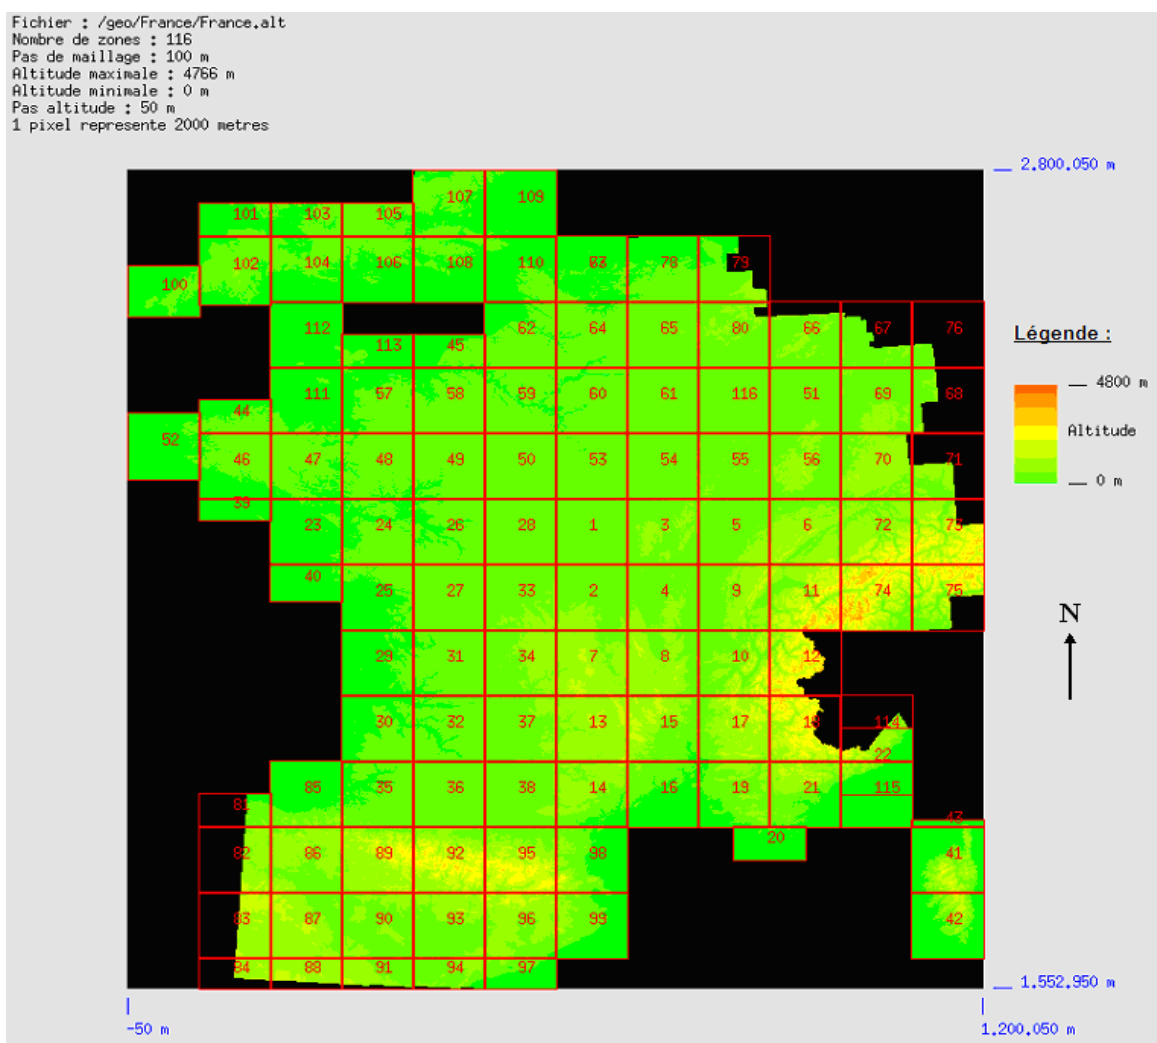 Fichier : /geo/France/France.alt
Nombre de zones : 116
Pas de maillage : 100 m
Altitude maximale : 4766 m
Altitude minimale : 0 m
Pas altitude : 50 m
1 pixel represente 2000 metres
2.800.050 m
107 109
101 103 105
102 104 106 108 110 63 78 79
100
112 62 64 65 80 66 67 76
113 45
111 57 58 59 60 61 116 51 69 68
44
52
46 47 48 49 50 53 54 55 56 70 71
39
23 24 26 28 1 3 5 6 72 73
40
25 27 33 2 4 9 11 74 75
29 31 34 7 8 10 12
30 32 37 13 15 17 18 114
22
85 35 36 38 14 16 19 21 115
81
43
20
82 86 89 92 95 98 41
83 87 90 93 96 99 42
84 88 91 94 97
Légende :
4800 m
Altitude
0 m
N
1.552.950 m
-50 m
1.200.050 m